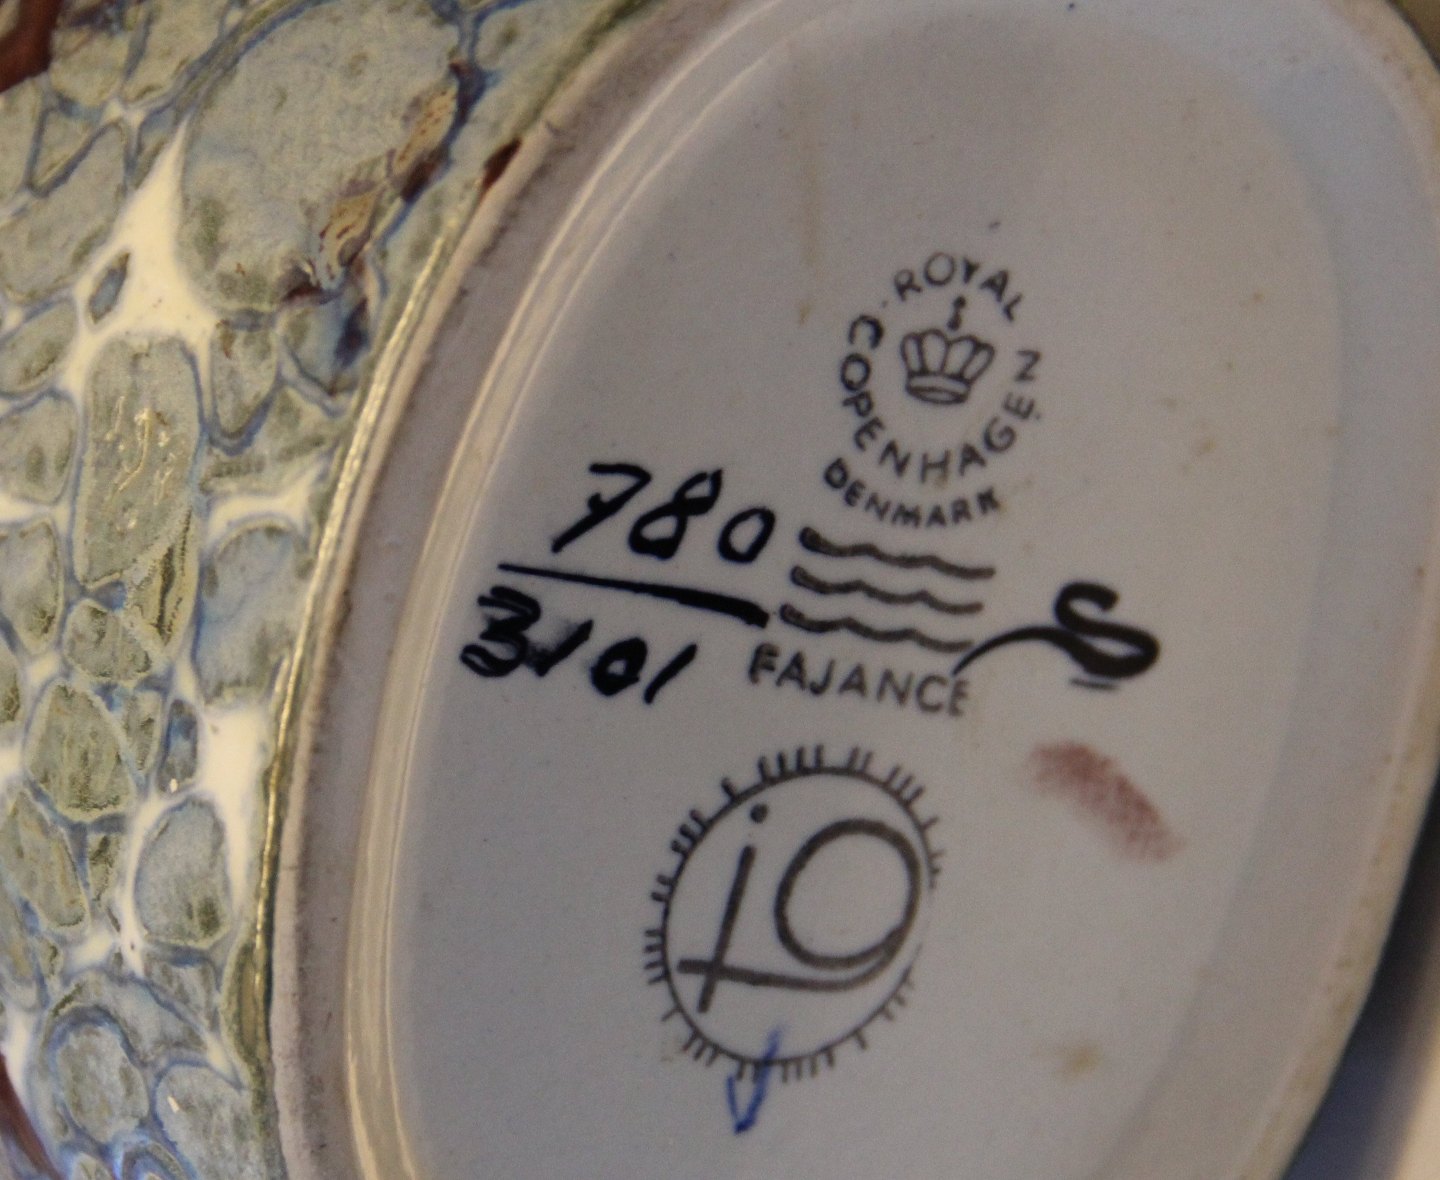 ROYAL
COPENHAGEN
DENMARK
780
3101
FAJANCE
S